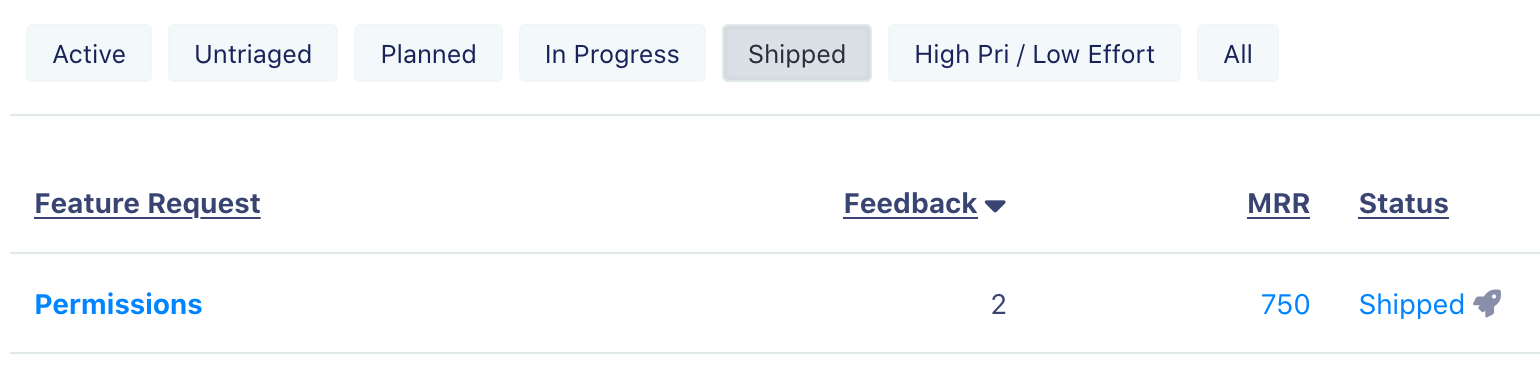 Active Untriaged Planned In Progress Shipped High Pri / Low Effort All
Feature Request Feedback MRR Status
Permissions 2 750 Shipped